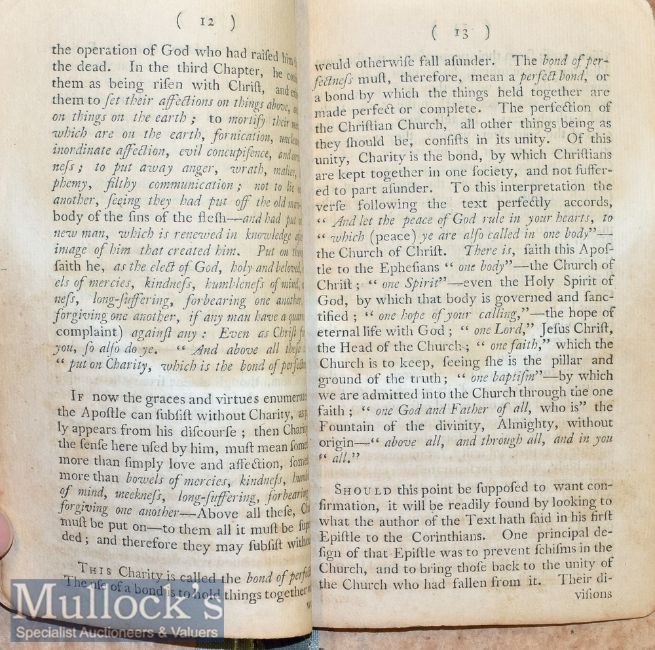 ( 12 )
the operation of God who had raiſed him
the dead. In the third Chapter, he
them as being riſen with Chriſt, and
them to ſet their affections on things above,
on things on the earth; to mortify their
which are on the earth, fornication,
inordinate affection, evil concupiſence, and
neſs; to put away anger, wrath, malice,
phemy, filthy communication; not to lie
another, ſeeing they had put off the old man
body of the ſins of the fleſh—and had put
new man, which is renewed in knowledge
image of him that created him. Put on
ſaith he, as the elect of God, holy and beloved,
els of mercies, kindneſs, humbleneſs of mind,
neſs, long-ſuffering, forbearing one another,
forgiving one another, if any man have a
complaint) againſt any: Even as Chriſt
you, ſo alſo do ye. “ And above all theſe
“ put on Charity, which is the bond of
IF now the graces and virtues
the Apoſtle can ſubſiſt without Charity, as
ly appears from his diſcourſe; then
the ſenſe here uſed by him, muſt mean
more than ſimply love and affection,
more than bowels of mercies, kindneſs,
of mind, meekneſs, long-ſuffering, forbearing
forgiving one another—Above all theſe,
muſt be put on—to them all it muſt be
ded; and therefore they may ſubſiſt
THIS Charity is called the bond of
The uſe of a bond is to hold things together
( 13 )
would otherwiſe fall aſunder. The bond of per-
fectneſs muſt, therefore, mean a perfect bond, or
a bond by which the things held together are
made perfect or complete. The perfection of
the Chriſtian Church, all other things being as
they ſhould be, conſiſts in its unity. Of this
unity, Charity is the bond, by which Chriſtians
are kept together in one ſociety, and not ſuffer-
ed to part aſunder. To this interpretation the
verſe following the text perfectly accords,
“ And let the peace of God rule in your hearts, to
“ which (peace) ye are alſo called in one body”—
the Church of Chriſt. There is, ſaith this Apoſ-
tle to the Epheſians “ one body”—the Church of
Chriſt; “ one Spirit”—even the Holy Spirit of
God, by which that body is governed and ſanc-
tified; “ one hope of your calling,”—the hope of
eternal life with God; “ one Lord,” Jeſus Chriſt,
the Head of the Church; “ one faith,” which the
Church is to keep, ſeeing ſhe is the pillar and
ground of the truth; “ one baptiſm”—by which
we are admitted into the Church through the one
faith; “ one God and Father of all, who is” the
Fountain of the divinity, Almighty, without
origin—“ above all, and through all, and in you
“ all.”
SHOULD this point be ſuppoſed to want con-
firmation, it will be readily found by looking to
what the author of the Text hath ſaid in his firſt
Epiſtle to the Corinthians. One principal de-
ſign of that Epiſtle was to prevent ſchiſms in the
Church, and to bring thoſe back to the unity of
the Church who had fallen from it. Their di-
viſions
Mullock's
Specialist Auctioneers & Valuers